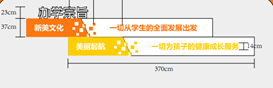 办学宗旨
23cm
37cm
新美文化
一切从学生的全面发展出发
美丽起航
一切为孩子的健康成长服务
14cm
370cm